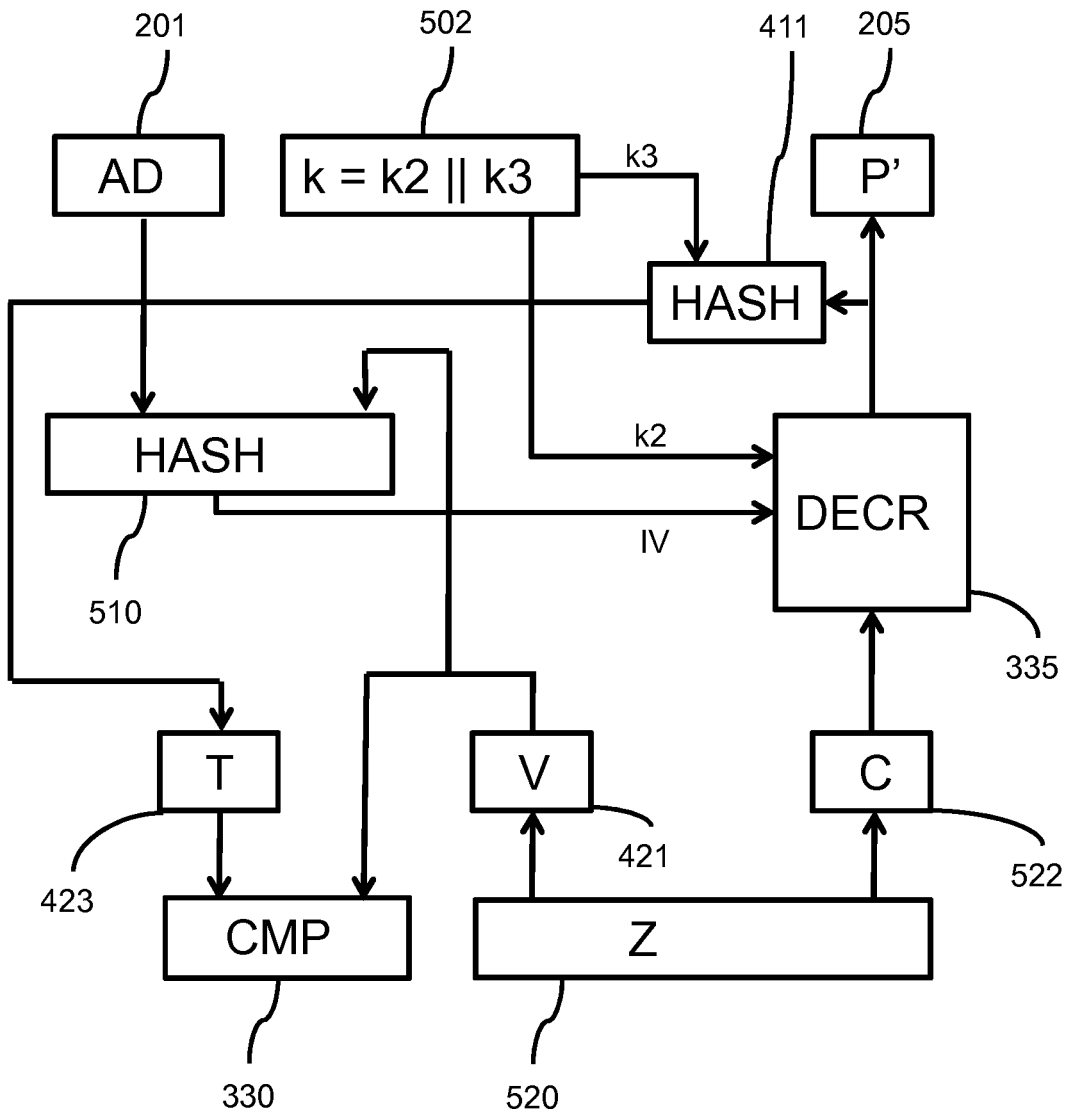 201
502
411
205
AD
k = k2 || k3
k3
P’
HASH
HASH
k2
DECR
IV
510
335
T
V
C
423
421
522
CMP
Z
330
520